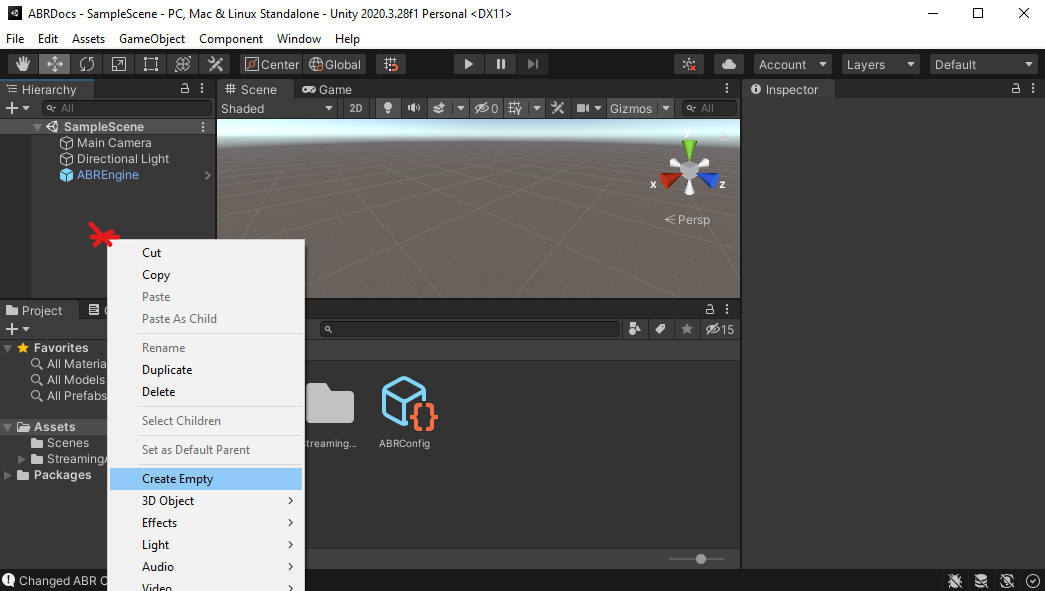 ABRDocs - SampleScene - PC, Mac & Linux Standalone - Unity 2020.3.28f1 Personal <DX11>
File Edit Assets GameObject Component Window Help
Center Global Account Layers Default
Hierarchy Scene Game Inspector
All Shaded 2D 0 Gizmos All
SampleScene
Main Camera
Directional Light
ABREngine
y
x z
Persp
Cut
Copy
Paste
Paste As Child
Rename
Duplicate
Delete
Select Children
Set as Default Parent
Create Empty
3D Object
Effects
Light
Audio
Video
Project
15
Favorites
All Materia
All Models
All Prefabs
Assets
Scenes
StreamingA
Packages
treaming... ABRConfig
Changed ABR C